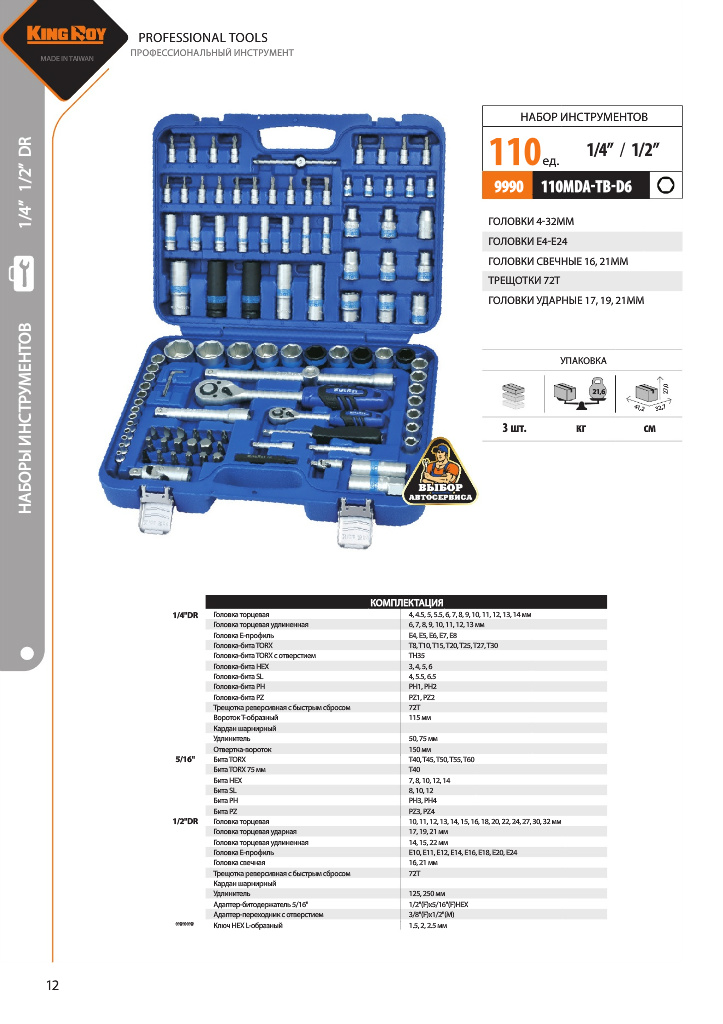 KING ROY
MADE IN TAIWAN
PROFESSIONAL TOOLS
ПРОФЕССИОНАЛЬНЫЙ ИНСТРУМЕНТ
НАБОРЫ ИНСТРУМЕНТОВ 1/4" 1/2" DR
НАБОР ИНСТРУМЕНТОВ
110 ед. 1/4" / 1/2"
9990 110MDA-TB-D6
ГОЛОВКИ 4-32ММ
ГОЛОВКИ Е4-Е24
ГОЛОВКИ СВЕЧНЫЕ 16, 21ММ
ТРЕЩОТКИ 72Т
ГОЛОВКИ УДАРНЫЕ 17, 19, 21ММ
УПАКОВКА
21,6
41,2 32,7 27,0
3 шт. кг см
ВЫБОР
АВТОСЕРВИСА
КОМПЛЕКТАЦИЯ
1/4"DR Головка торцевая 4, 4.5, 5, 5.5, 6, 7, 8, 9, 10, 11, 12, 13, 14 мм
Головка торцевая удлиненная 6, 7, 8, 9, 10, 11, 12, 13 мм
Головка Е-профиль E4, E5, E6, E7, E8
Головка-бита TORX T8, T10, T15, T20, T25, T27, T30
Головка-бита TORX с отверстием TH35
Головка-бита HEX 3, 4, 5, 6
Головка-бита SL 4, 5.5, 6.5
Головка-бита PH PH1, PH2
Головка-бита PZ PZ1, PZ2
Трещотка реверсивная с быстрым сбросом 72T
Вороток Т-образный 115 мм
Кардан шарнирный
Удлинитель 50, 75 мм
Отвертка-вороток 150 мм
5/16" Бита TORX T40, T45, T50, T55, T60
Бита TORX 75 мм T40
Бита HEX 7, 8, 10, 12, 14
Бита SL 8, 10, 12
Бита PH PH3, PH4
Бита PZ PZ3, PZ4
1/2"DR Головка торцевая 10, 11, 12, 13, 14, 15, 16, 18, 20, 22, 24, 27, 30, 32 мм
Головка торцевая ударная 17, 19, 21 мм
Головка торцевая удлиненная 14, 15, 22 мм
Головка Е-профиль E10, E11, E12, E14, E16, E18, E20, E24
Головка свечная 16, 21 мм
Трещотка реверсивная с быстрым сбросом 72T
Кардан шарнирный
Удлинитель 125, 250 мм
Адаптер-битодержатель 5/16" 1/2"(F)x5/16"(F)HEX
Адаптер-переходник с отверстием 3/8"(F)x1/2"(M)
Ключ HEX L-образный 1.5, 2, 2.5 мм
12